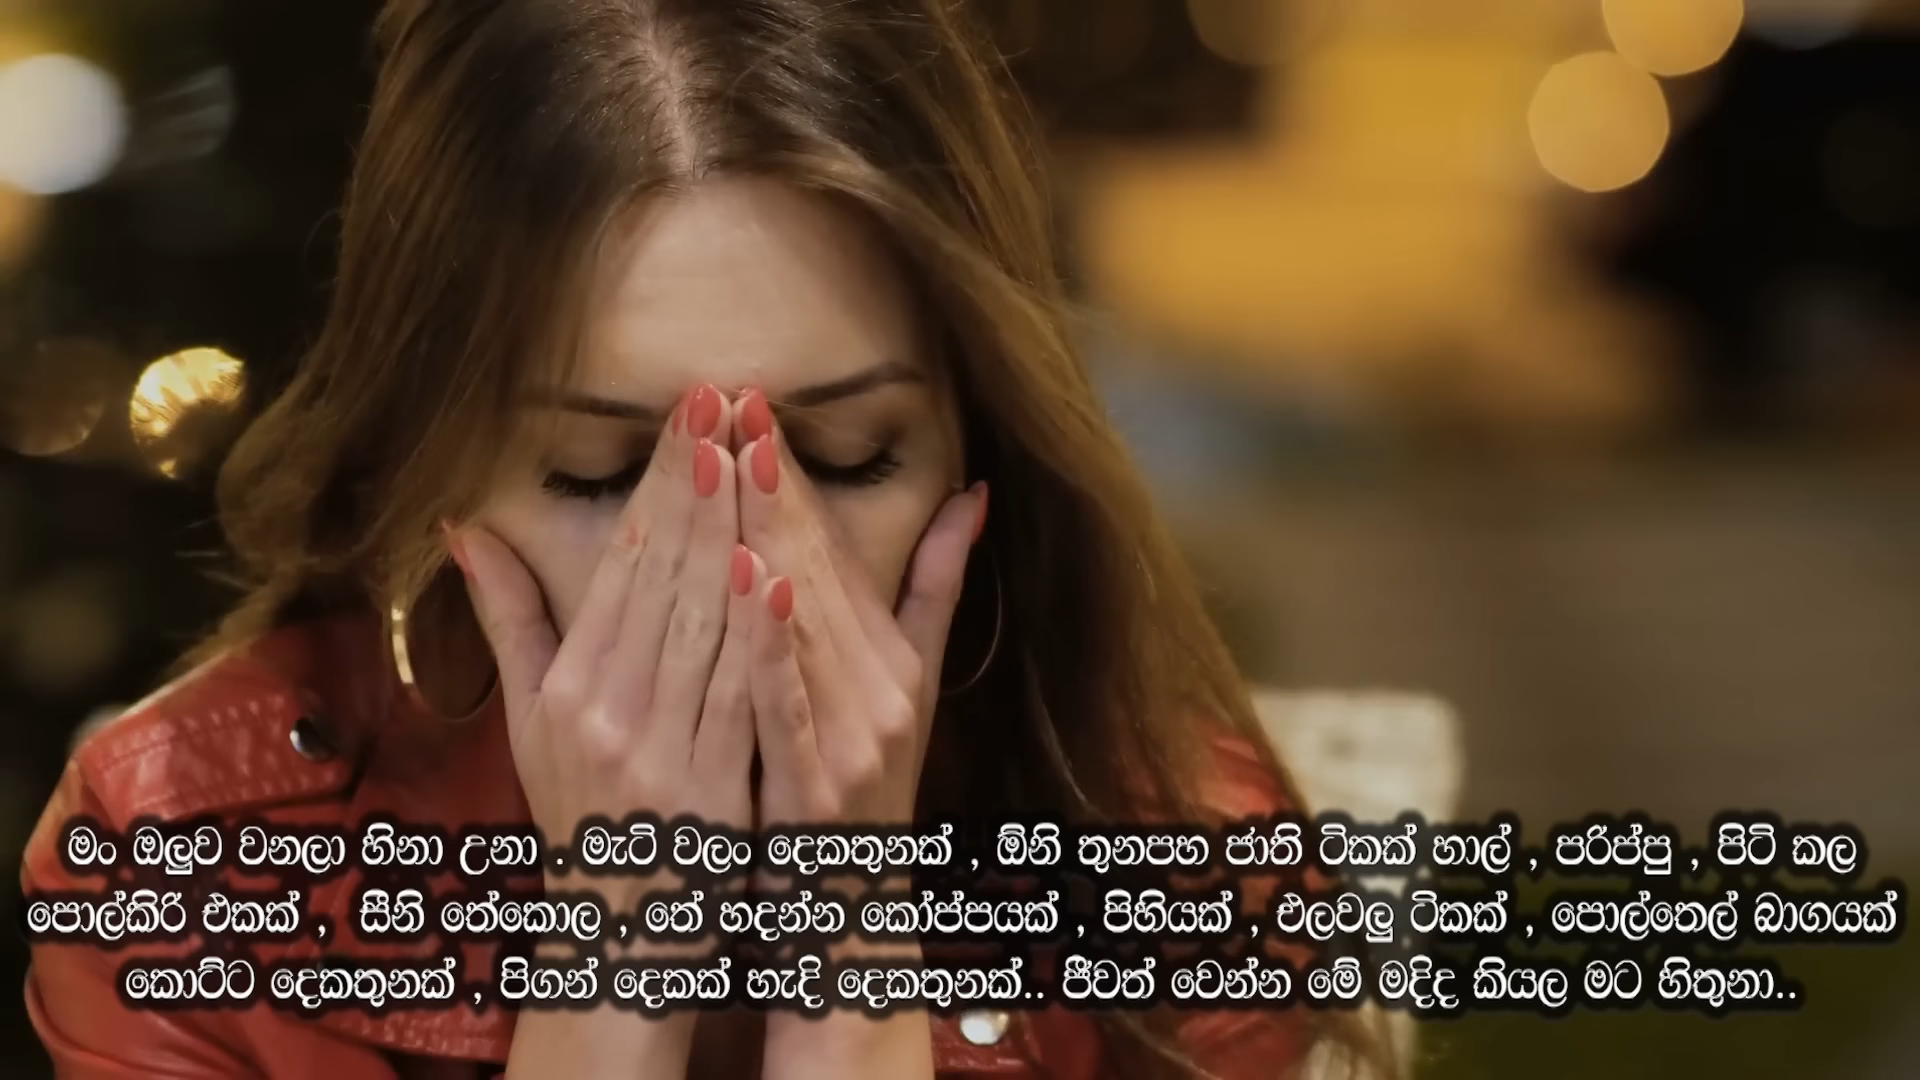 මං ඔලුව වනලා හිනා උනා . මැටි වලං දෙකතුනක් , ඕනි තුනපහ ජාති ටිකක් හාල් , පරිප්පු , පිටි කල
පොල්කිරි එකක් ,  සීනි තේකොල , තේ හදන්න කෝප්පයක් , පිහියක් , එලවලු ටිකක් , පොල්තෙල් බාගයක්
කොට්ට දෙකතුනක් , පිගන් දෙකක් හැදි දෙකතුනක්.. ජීවත් වෙන්න මේ මදිද කියල මට හිතුනා..